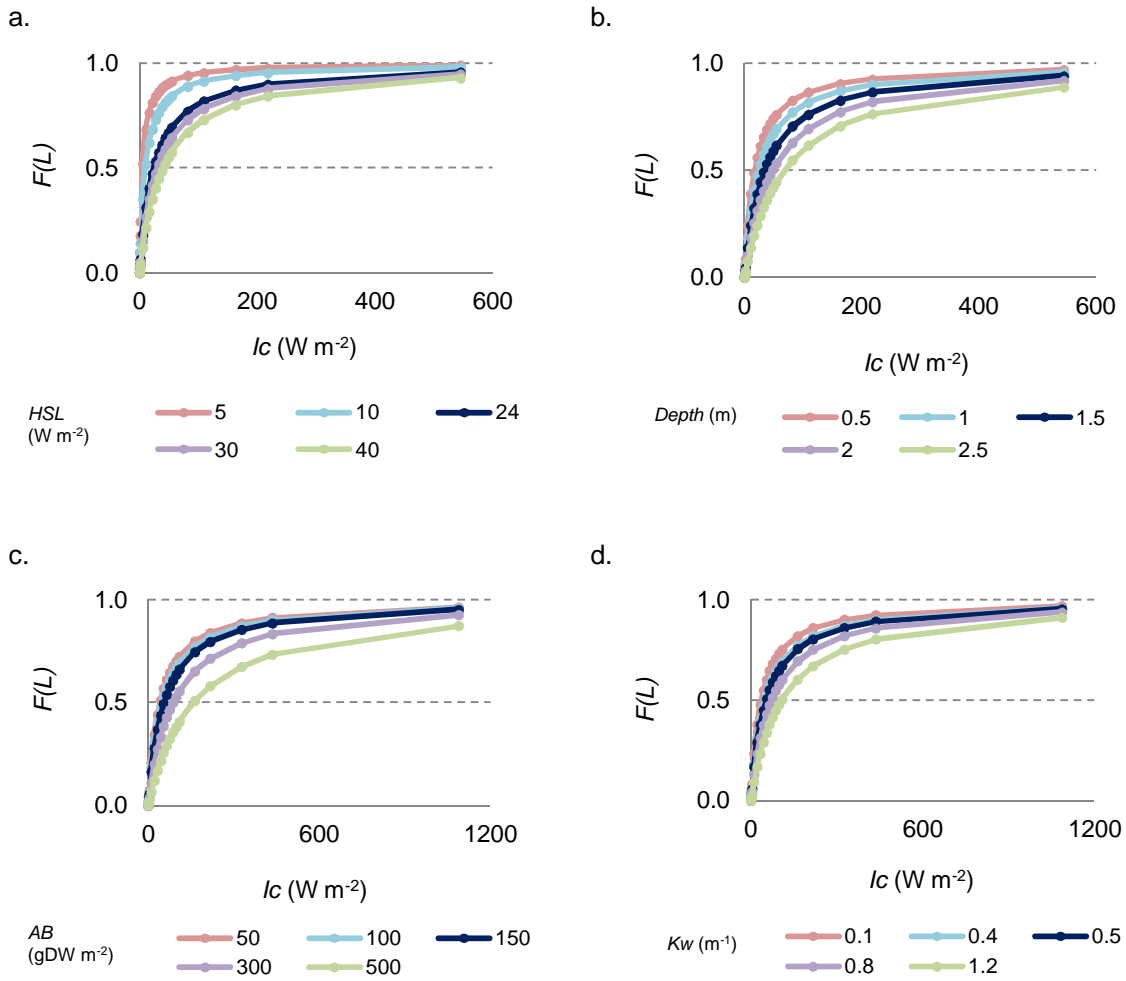 a.
1.0
0.5
0.0
F(L)
0 200 400 600
Ic (W m-2)
HSL
(W m-2)
5 10 24
30 40
b.
1.0
0.5
0.0
F(L)
0 200 400 600
Ic (W m-2)
Depth (m)
0.5 1 1.5
2 2.5
c.
1.0
0.5
0.0
F(L)
0 600 1200
Ic (W m-2)
AB
(gDW m-2)
50 100 150
300 500
d.
1.0
0.5
0.0
F(L)
0 600 1200
Ic (W m-2)
Kw (m-1)
0.1 0.4 0.5
0.8 1.2